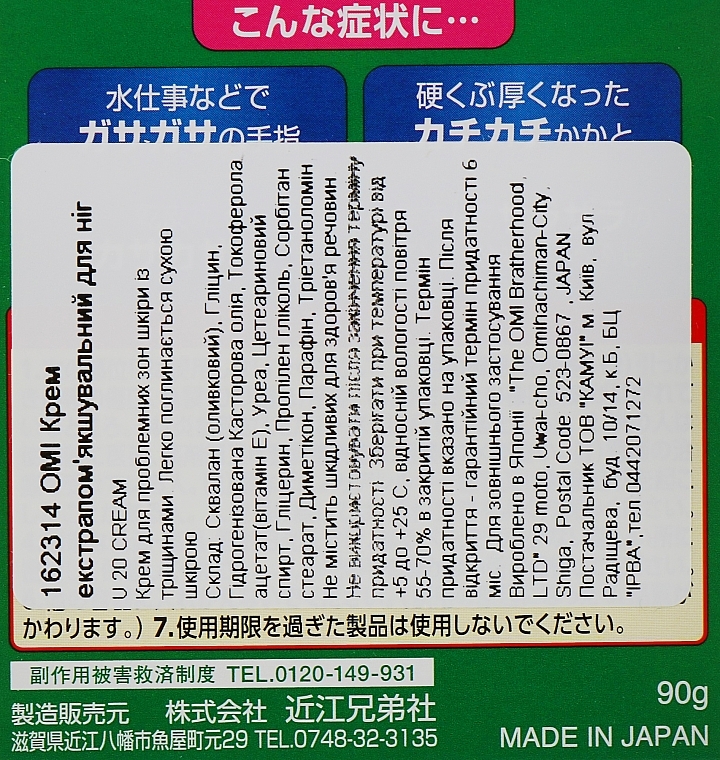 こんな症状に…
水仕事などで
ガサガサの手指
硬くぶ厚くなった
カチカチかかと
162314 ОМІ Крем
екстрапом'якшувальний для ніг
U 20 CREAM
Крем для проблемних зон шкіри із
тріщинами. Легко поглинається сухою
шкірою
Склад: Сквалан (оливковий), Гліцин,
Гідрогенізована Касторова олія, Токоферола
ацетат(вітамін Е), Уреа, Цетеариновий
спирт, Гліцерин, Пропілен гліколь, Сорбітан
стеарат, Диметікон, Парафін, Тріетаноломін.
Не містить шкідливих для здоров'я речовин.
Не використовувати після закінчення терміну
придатності. Зберігати при температурі від
+5 до +25 С, відносній вологості повітря
55-70% в закритій упаковці. Термін
придатності вказано на упаковці. Після
відкриття - гарантійний термін придатності 6
міс. Для зовнішнього застосування
Вироблено в Японії : "The OMI Bratherhood,
LTD" 29 moto, Uwai-cho, Omihachiman-City,
Shiga, Postal Code: 523-0867 , JAPAN
Постачальник ТОВ "КАМУІ" м. Київ, вул.
Радіщева, буд. 10/14, к.Б, БЦ
"ІРВА",тел 0442071272
かわります。) 7.使用期限を過ぎた製品は使用しないでください。
副作用被害救済制度 TEL.0120-149-931
製造販売元 株式会社 近江兄弟社
滋賀県近江八幡市魚屋町元29 TEL.0748-32-3135
90g
MADE IN JAPAN